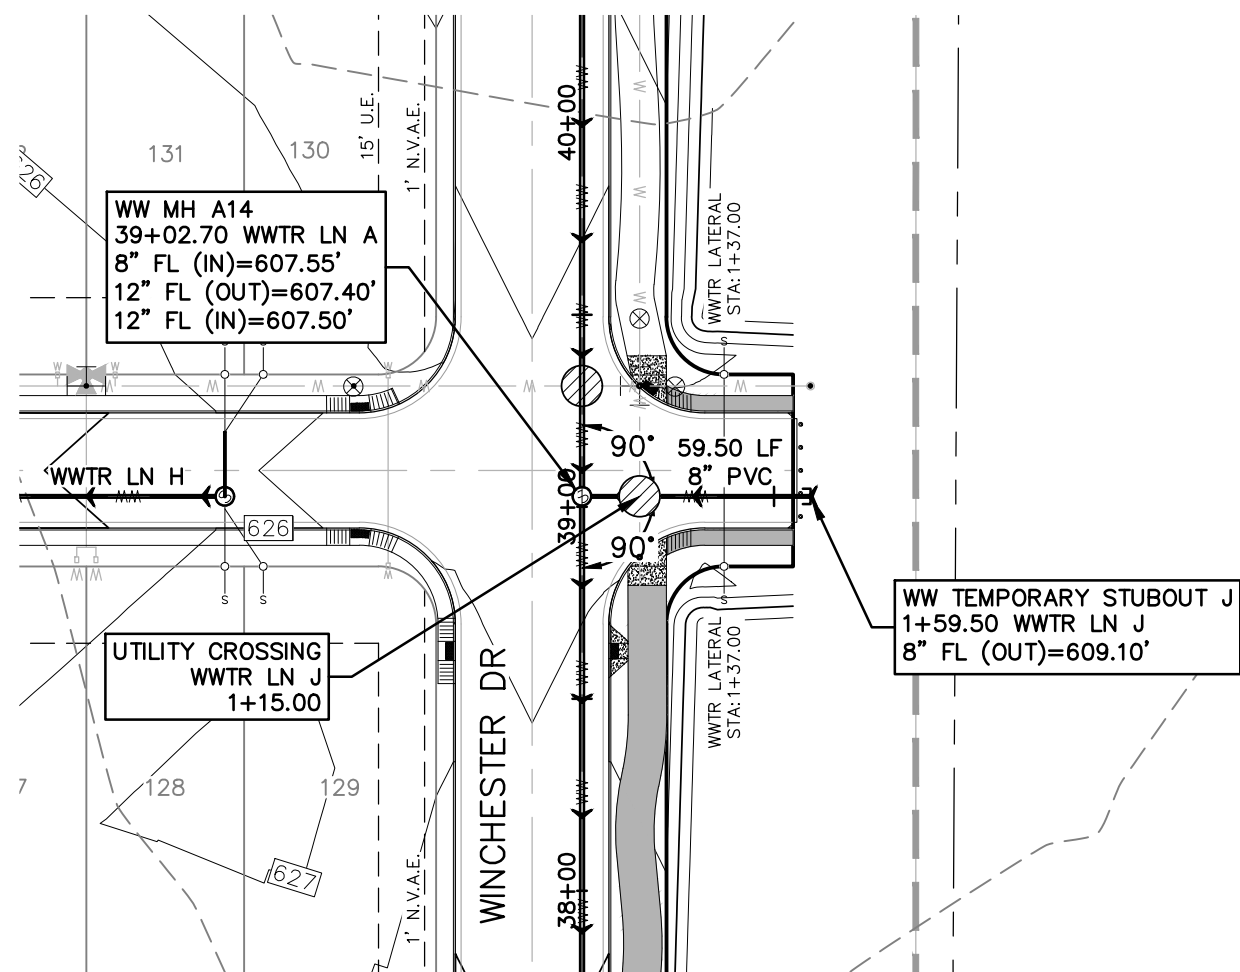 131
130
15' U.E.
1' N.V.A.E.
40+00
26
WW MH A14
39+02.70 WWTR LN A
8" FL (IN)=607.55'
12" FL (OUT)=607.40'
12" FL (IN)=607.50'
WWTR LATERAL
STA: 1+37.00
S
S
S
W
W
W
W
W
W
W
W
90°
59.50 LF
8" PVC
WWTR LN H
39+00
626
90°
S
S
S
WW TEMPORARY STUBOUT J
1+59.50 WWTR LN J
8" FL (OUT)=609.10'
UTILITY CROSSING
WWTR LN J
1+15.00
WWTR LATERAL
STA: 1+37.00
WINCHESTER DR
7
128
129
627
1' N.V.A.E.
38+00